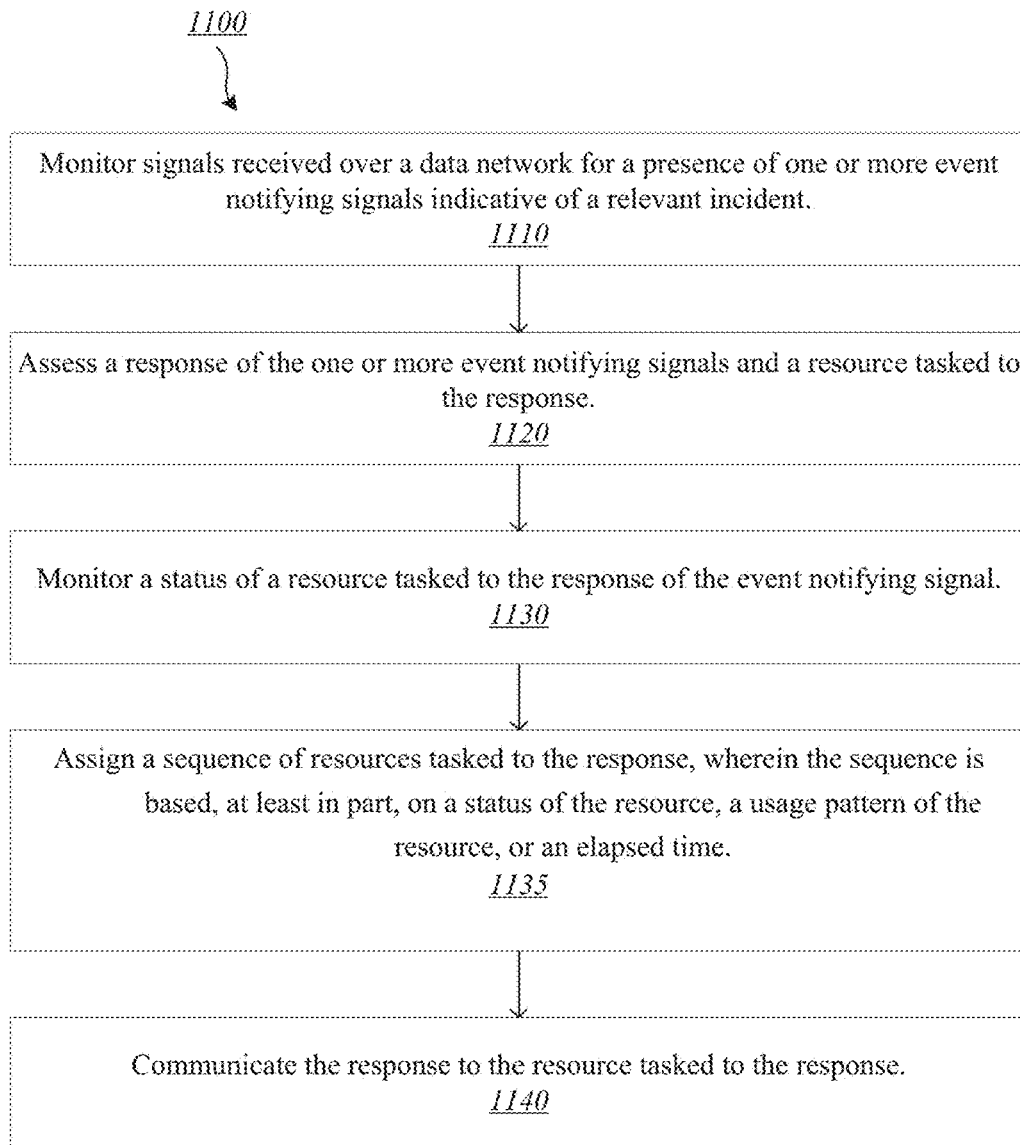 1100
Monitor signals received over a data network for a presence of one or more event
notifying signals indicative of a relevant incident.
1110
Assess a response of the one or more event notifying signals and a resource tasked to
the response.
1120
Monitor a status of a resource tasked to the response of the event notifying signal.
1130
Assign a sequence of resources tasked to the response, wherein the sequence is
based, at least in part, on a status of the resource, a usage pattern of the
resource, or an elapsed time.
1135
Communicate the response to the resource tasked to the response.
1140